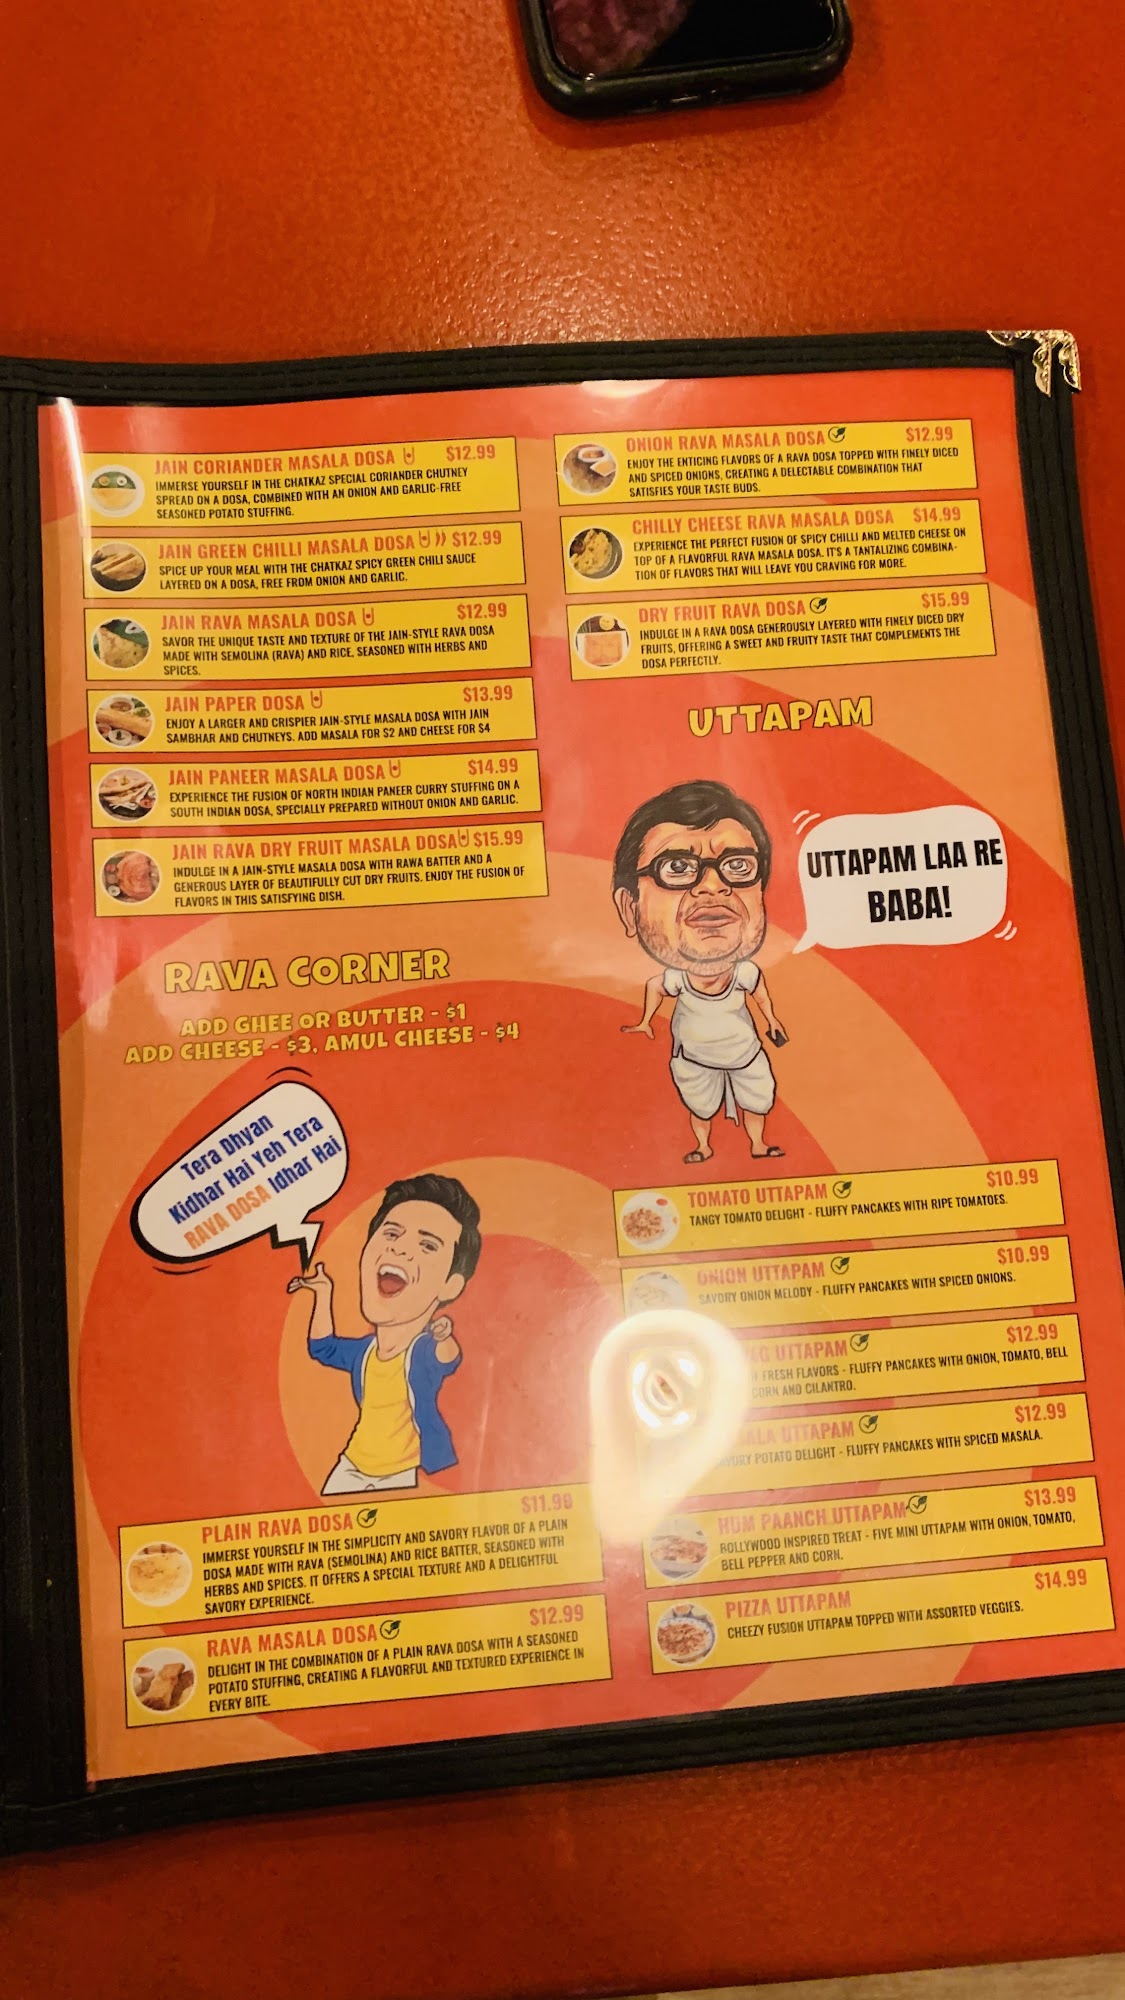 JAIN CORIANDER MASALA DOSA $12.99
IMMERSE YOURSELF IN THE CHATKAZ SPECIAL CORIANDER CHUTNEY
SPREAD ON A DOSA, COMBINED WITH AN ONION AND GARLIC-FREE
SEASONED POTATO STUFFING.
JAIN GREEN CHILLI MASALA DOSA $12.99
SPICE UP YOUR MEAL WITH THE CHATKAZ SPICY GREEN CHILI SAUCE
LAYERED ON A DOSA, FREE FROM ONION AND GARLIC.
JAIN RAVA MASALA DOSA $12.99
SAVOR THE UNIQUE TASTE AND TEXTURE OF THE JAIN-STYLE RAVA DOSA
MADE WITH SEMOLINA (RAVA) AND RICE, SEASONED WITH HERBS AND
SPICES.
JAIN PAPER DOSA $13.99
ENJOY A LARGER AND CRISPIER JAIN-STYLE MASALA DOSA WITH JAIN
SAMBHAR AND CHUTNEYS. ADD MASALA FOR $2 AND CHEESE FOR $4
JAIN PANEER MASALA DOSA $14.99
EXPERIENCE THE FUSION OF NORTH INDIAN PANEER CURRY STUFFING ON A
SOUTH INDIAN DOSA, SPECIALLY PREPARED WITHOUT ONION AND GARLIC.
JAIN RAVA DRY FRUIT MASALA DOSA $15.99
INDULGE IN A JAIN-STYLE MASALA DOSA WITH RAWA BATTER AND A
GENEROUS LAYER OF BEAUTIFULLY CUT DRY FRUITS. ENJOY THE FUSION OF
FLAVORS IN THIS SATISFYING DISH.
RAVA CORNER
ADD GHEE OR BUTTER - $1
ADD CHEESE - $3, AMUL CHEESE - $4
Tera Dhyan
Kidhar Hai Yeh Tera
RAVA DOSA Idhar Hai
PLAIN RAVA DOSA $11.99
IMMERSE YOURSELF IN THE SIMPLICITY AND SAVORY FLAVOR OF A PLAIN
DOSA MADE WITH RAVA (SEMOLINA) AND RICE BATTER, SEASONED WITH
HERBS AND SPICES. IT OFFERS A SPECIAL TEXTURE AND A DELIGHTFUL
SAVORY EXPERIENCE.
RAVA MASALA DOSA $12.99
DELIGHT IN THE COMBINATION OF A PLAIN RAVA DOSA WITH A SEASONED
POTATO STUFFING, CREATING A FLAVORFUL AND TEXTURED EXPERIENCE IN
EVERY BITE.
ONION RAVA MASALA DOSA $12.99
ENJOY THE ENTICING FLAVORS OF A RAVA DOSA TOPPED WITH FINELY DICED
AND SPICED ONIONS, CREATING A DELECTABLE COMBINATION THAT
SATISFIES YOUR TASTE BUDS.
CHILLY CHEESE RAVA MASALA DOSA $14.99
EXPERIENCE THE PERFECT FUSION OF SPICY CHILLI AND MELTED CHEESE ON
TOP OF A FLAVORFUL RAVA MASALA DOSA. IT'S A TANTALIZING COMBINA-
TION OF FLAVORS THAT WILL LEAVE YOU CRAVING FOR MORE.
DRY FRUIT RAVA DOSA $15.99
INDULGE IN A RAVA DOSA GENEROUSLY LAYERED WITH FINELY DICED DRY
FRUITS, OFFERING A SWEET AND FRUITY TASTE THAT COMPLEMENTS THE
DOSA PERFECTLY.
UTTAPAM
UTTAPAM LAA RE
BABA!
TOMATO UTTAPAM $10.99
TANGY TOMATO DELIGHT - FLUFFY PANCAKES WITH RIPE TOMATOES.
ONION UTTAPAM $10.99
SAVORY ONION MELODY - FLUFFY PANCAKES WITH SPICED ONIONS.
UTTAPAM $12.99
FRESH FLAVORS - FLUFFY PANCAKES WITH ONION, TOMATO, BELL
CORN AND CILANTRO.
UTTAPAM $12.99
POTATO DELIGHT - FLUFFY PANCAKES WITH SPICED MASALA.
HUM PAANCH UTTAPAM $13.99
BOLLYWOOD INSPIRED TREAT - FIVE MINI UTTAPAM WITH ONION, TOMATO,
BELL PEPPER AND CORN.
PIZZA UTTAPAM $14.99
CHEEZY FUSION UTTAPAM TOPPED WITH ASSORTED VEGGIES.